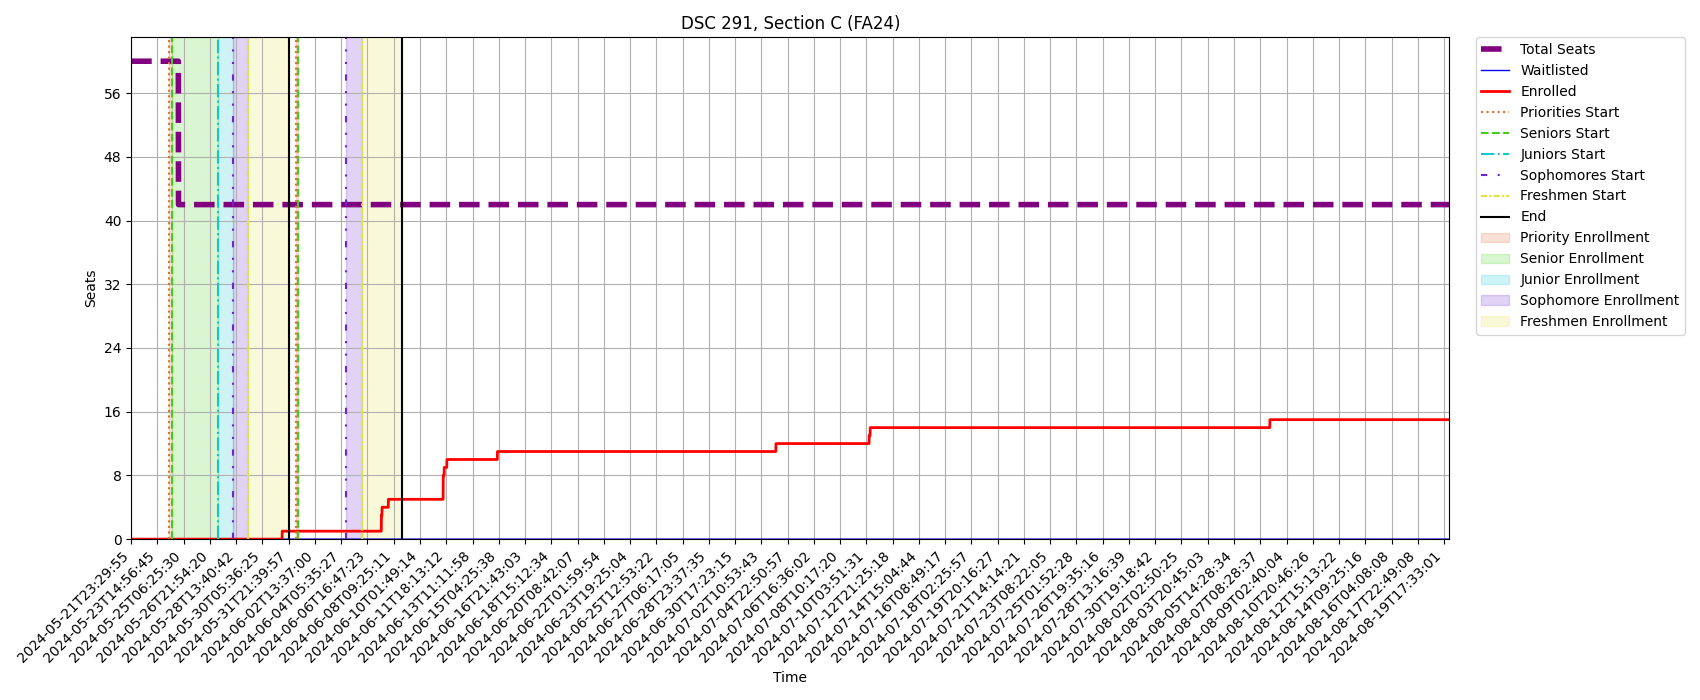 DSC 291, Section C (FA24)
Total Seats
Waitlisted
Enrolled
Priorities Start
Seniors Start
Juniors Start
Sophomores Start
Freshmen Start
End
Priority Enrollment
Senior Enrollment
Junior Enrollment
Sophomore Enrollment
Freshmen Enrollment
Seats
56
48
40
32
24
16
8
0
2024-05-21T23:29:55
2024-05-23T14:56:45
2024-05-25T06:25:30
2024-05-26T21:54:20
2024-05-28T13:40:42
2024-05-30T05:36:25
2024-05-31T21:39:57
2024-06-02T13:37:00
2024-06-04T05:35:27
2024-06-06T16:47:23
2024-06-08T09:25:11
2024-06-10T01:49:14
2024-06-11T18:13:12
2024-06-13T11:11:58
2024-06-15T04:25:38
2024-06-16T21:43:03
2024-06-18T15:12:34
2024-06-20T08:42:07
2024-06-22T01:59:54
2024-06-23T19:25:04
2024-06-25T12:53:22
2024-06-27T06:17:05
2024-06-28T23:37:35
2024-06-30T17:23:15
2024-07-02T10:53:43
2024-07-04T22:50:57
2024-07-06T16:36:02
2024-07-08T10:17:20
2024-07-10T03:51:31
2024-07-12T21:25:18
2024-07-14T15:04:44
2024-07-16T08:49:17
2024-07-18T02:25:57
2024-07-19T20:16:27
2024-07-21T14:14:21
2024-07-23T08:22:05
2024-07-25T01:52:28
2024-07-26T19:35:16
2024-07-28T13:16:39
2024-07-30T19:18:42
2024-08-02T02:50:25
2024-08-03T20:45:03
2024-08-05T14:28:34
2024-08-07T08:28:37
2024-08-09T02:40:04
2024-08-10T20:46:26
2024-08-12T15:13:22
2024-08-14T09:25:16
2024-08-16T04:08:08
2024-08-17T22:49:08
2024-08-19T17:33:01
Time